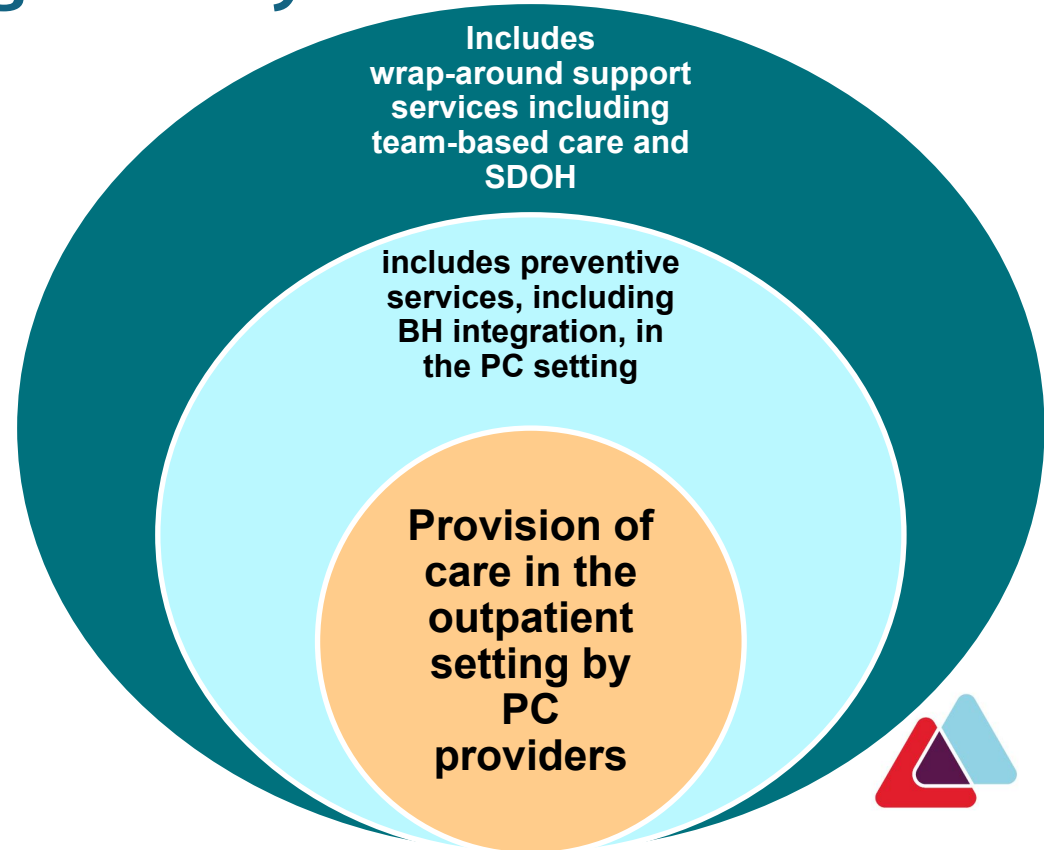 Includes
wrap-around support
services including
team-based care and
SDOH
includes preventive
services, including
BH integration, in
the PC setting
Provision of
care in the
outpatient
setting by
PC
providers